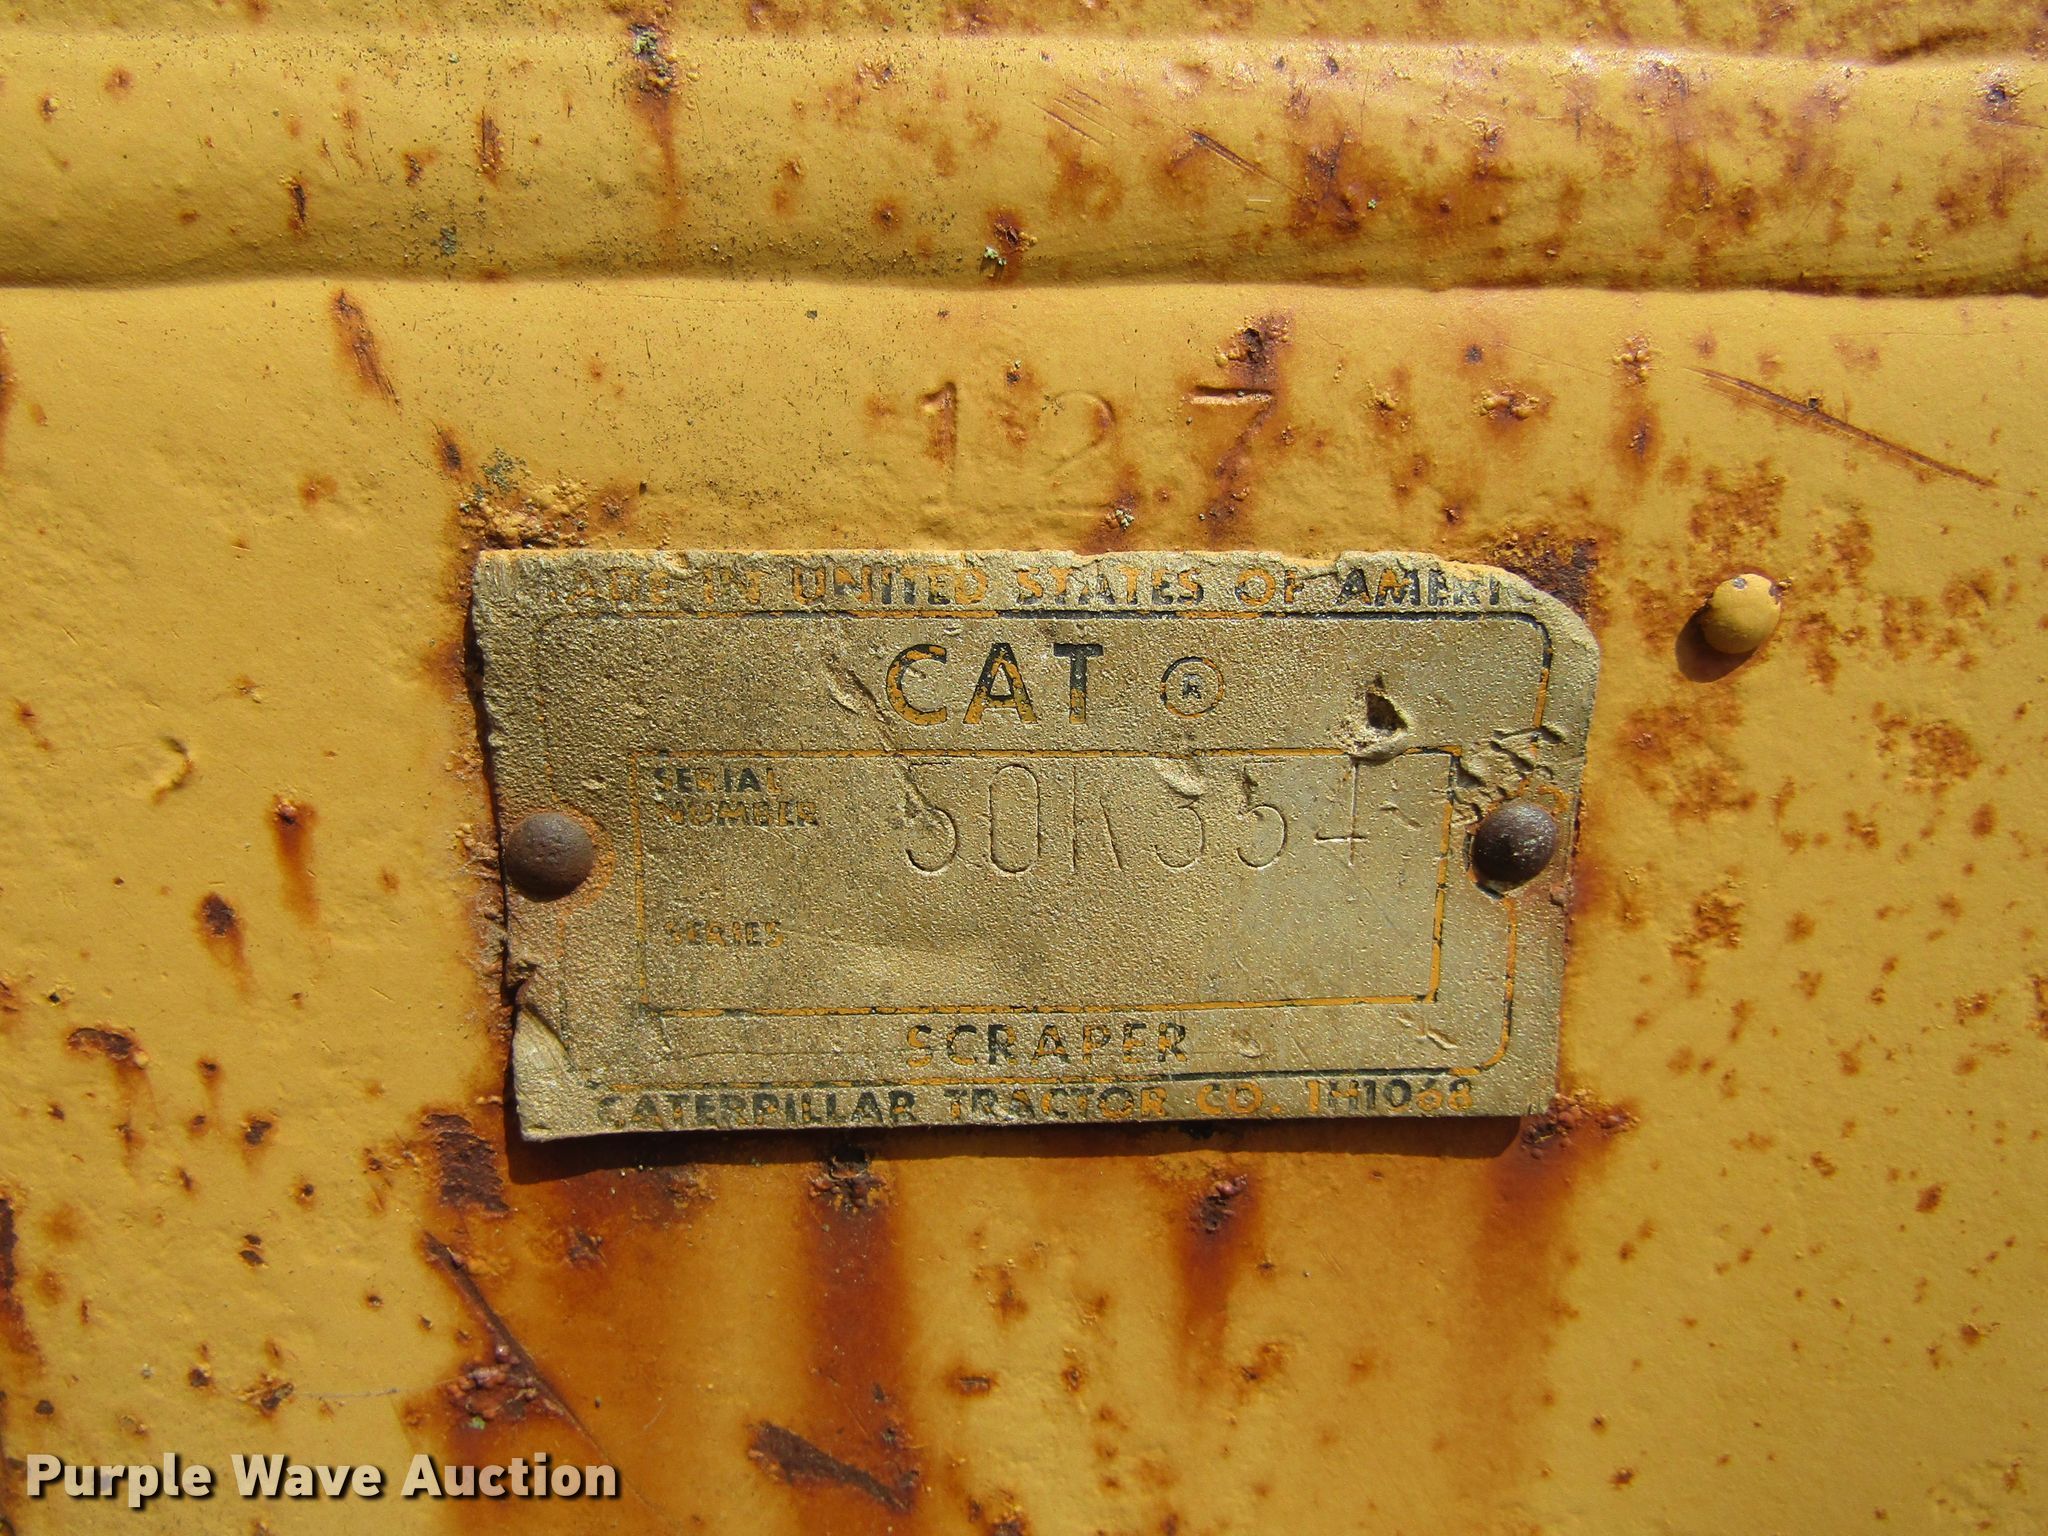 127
MADE IN UNITED STATES OF AMERIC
CAT ®
SERIAL NUMBER 50K354
SERIES
SCRAPER
CATERPILLAR TRACTOR CO. 1H1068
Purple Wave Auction